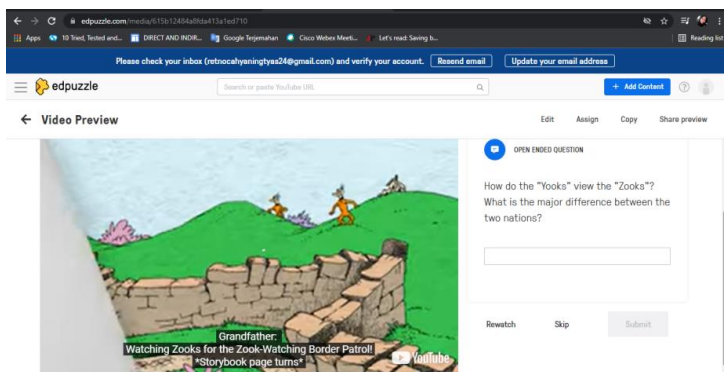 edpuzzle.com/media/615b12484a8fda413a1ed710
Apps
10 Tried, Tested and...
DIRECT AND INDIR...
Google Terjemahan
Cisco Webex Meeti...
Let's read: Saving b...
Reading list
Please check your inbox (retnocahyaningtyas24@gmail.com) and verify your account.
Resend email
Update your email address
edpuzzle
Search or paste YouTube URL
+ Add Content
Video Preview
Edit
Assign
Copy
Share preview
OPEN ENDED QUESTION
How do the "Yooks" view the "Zooks"?
What is the major difference between the
two nations?
Rewatch
Skip
Submit
Grandfather:
Watching Zooks for the Zook-Watching Border Patrol!
*Storybook page turns*
YouTube